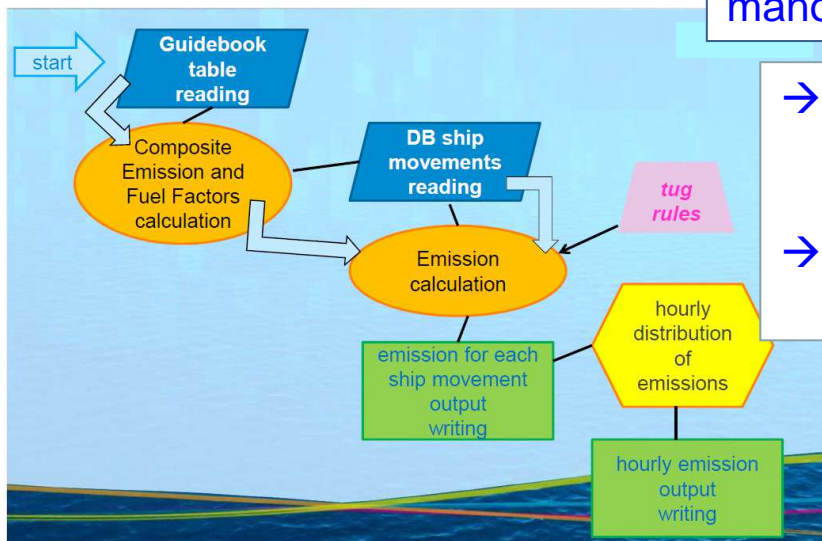 start
Guidebook
table
reading
Composite
Emission and
Fuel Factors
calculation
DB ship
movements
reading
tug
rules
Emission
calculation
emission for each
ship movement
output
writing
hourly
distribution
of
emissions
hourly emission
output
writing
→
→